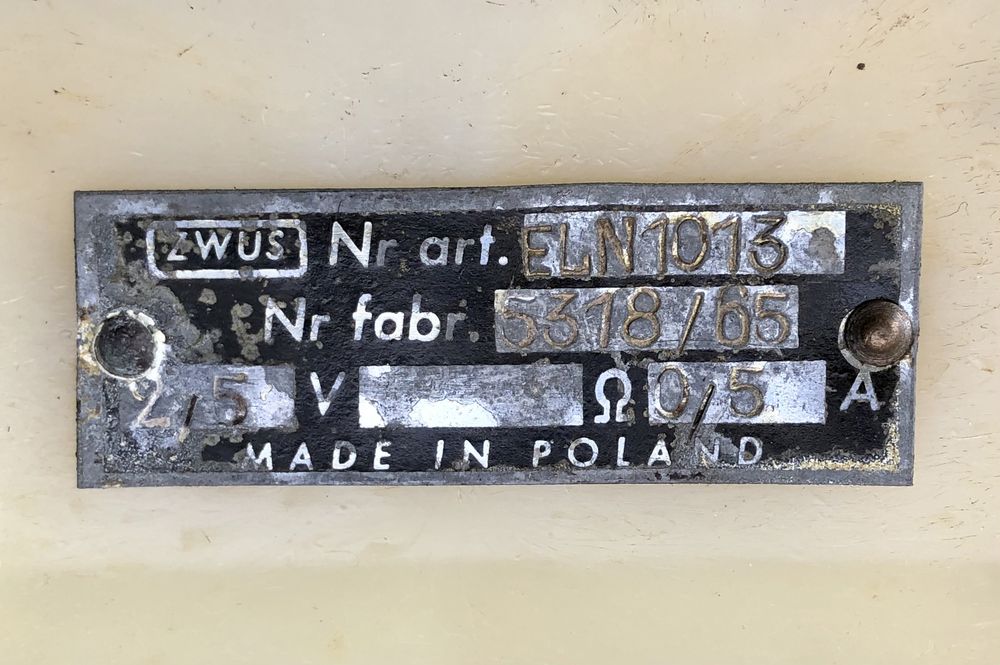 ZWUS Nr art. ELN1013
Nr fabr. 5318/65
2,5 V Ω 0,5 A
MADE IN POLAND